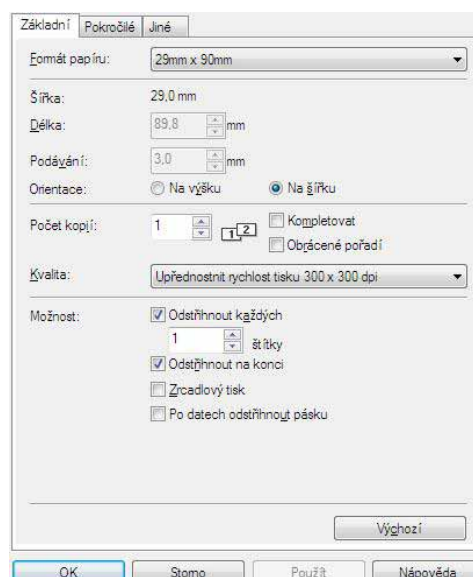 Základní Pokročilé Jiné
Formát papíru: 29mm x 90mm
Šířka: 29,0 mm
Délka: 89,8 mm
Podávání: 3,0 mm
Orientace: Na výšku Na šířku
Počet kopií: 1 1 2 Kompletovat
Obrácené pořadí
Kvalita: Upřednostnit rychlost tisku 300 x 300 dpi
Možnost: Odstřihnout každých
1 štítky
Odstřihnout na konci
Zrcadlový tisk
Po datech odstřihnout pásku
Výchozí
OK Storno Použít Nápověda